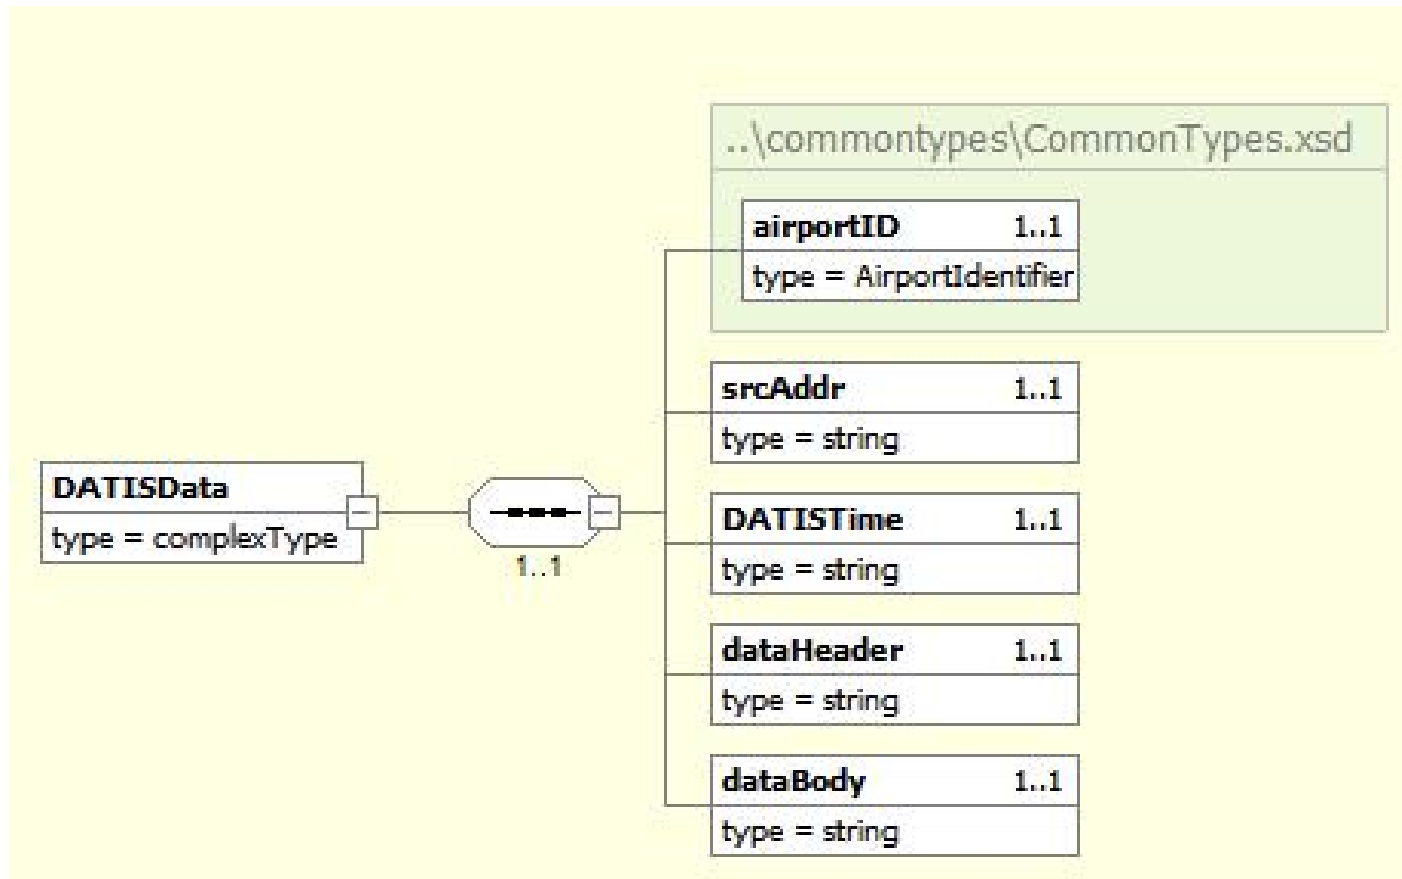 ..\commontypes\CommonTypes.xsd
airportID 1..1
type = AirportIdentifier
srcAddr 1..1
type = string
DATISData
type = complexType
1..1
DATISTime 1..1
type = string
dataHeader 1..1
type = string
dataBody 1..1
type = string